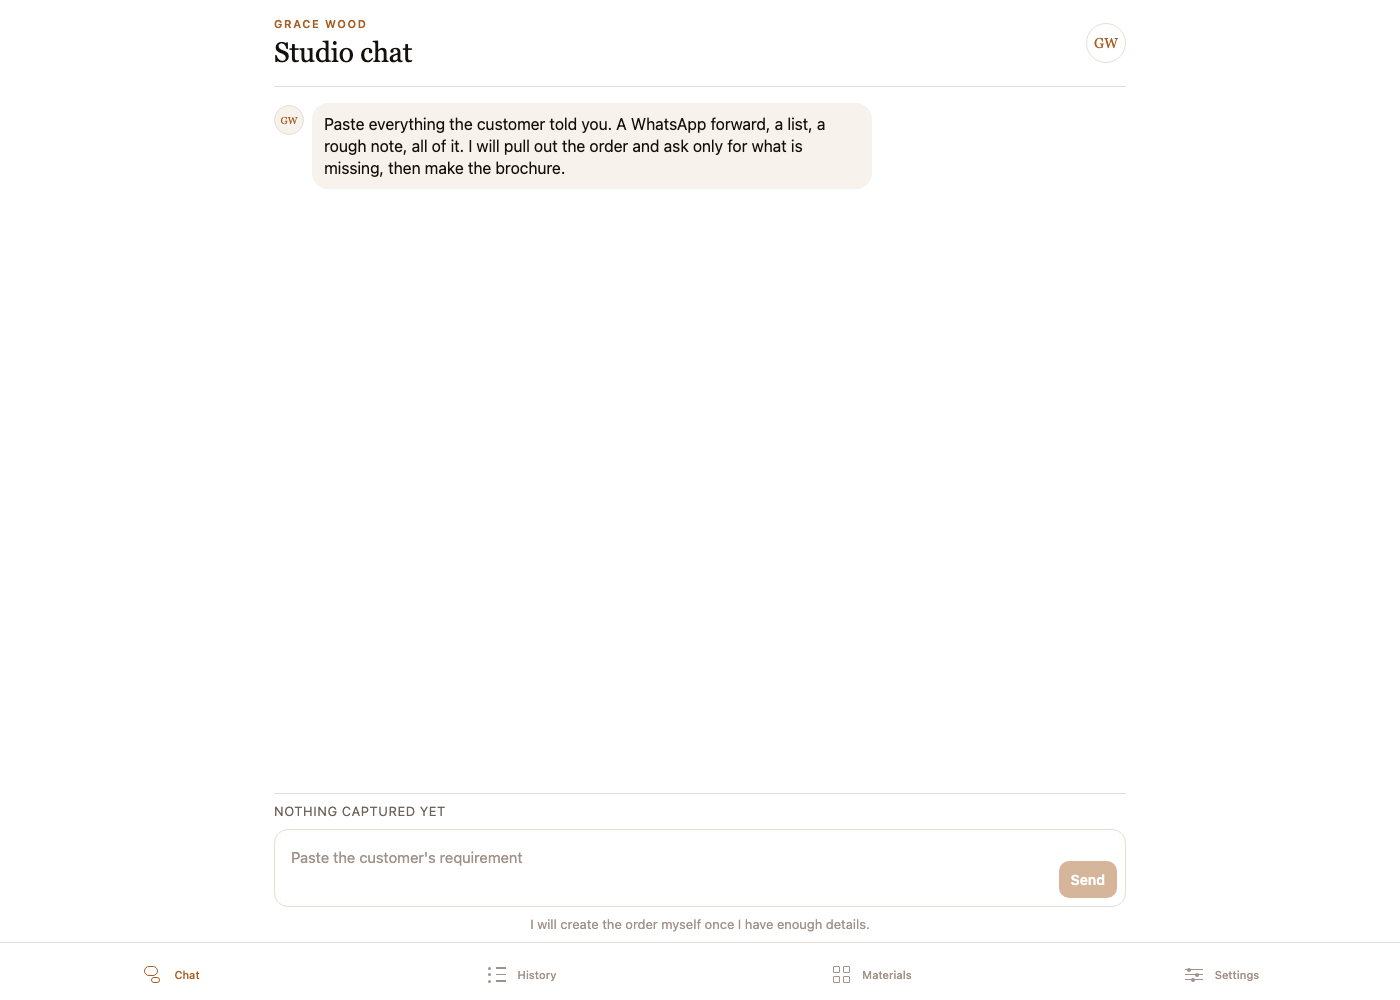 GRACE WOOD
Studio chat
GW
GW
Paste everything the customer told you. A WhatsApp forward, a list, a
rough note, all of it. I will pull out the order and ask only for what is
missing, then make the brochure.
NOTHING CAPTURED YET
Paste the customer's requirement
Send
I will create the order myself once I have enough details.
Chat
History
Materials
Settings